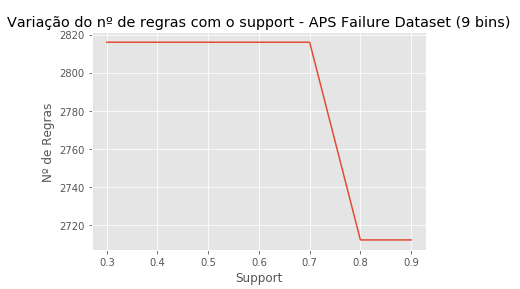 Variação do nº de regras com o support - APS Failure Dataset (9 bins)
2820
2800
2780
2760
2740
2720
Nº de Regras
0.3 0.4 0.5 0.6 0.7 0.8 0.9
Support